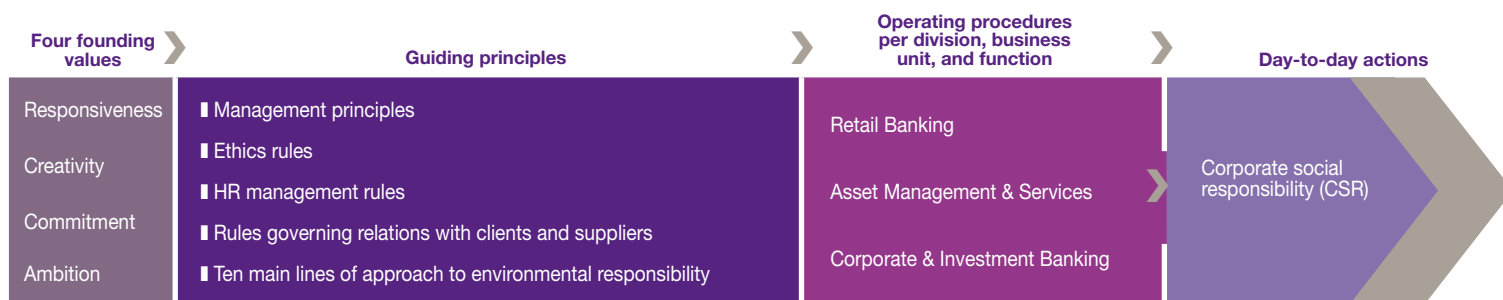 Four founding
values
Guiding principles
Operating procedures
per division, business
unit, and function
Day-to-day actions
Responsiveness
Creativity
Commitment
Ambition
Management principles
Ethics rules
HR management rules
Rules governing relations with clients and suppliers
Ten main lines of approach to environmental responsibility
Retail Banking
Asset Management & Services
Corporate & Investment Banking
Corporate social
responsibility (CSR)